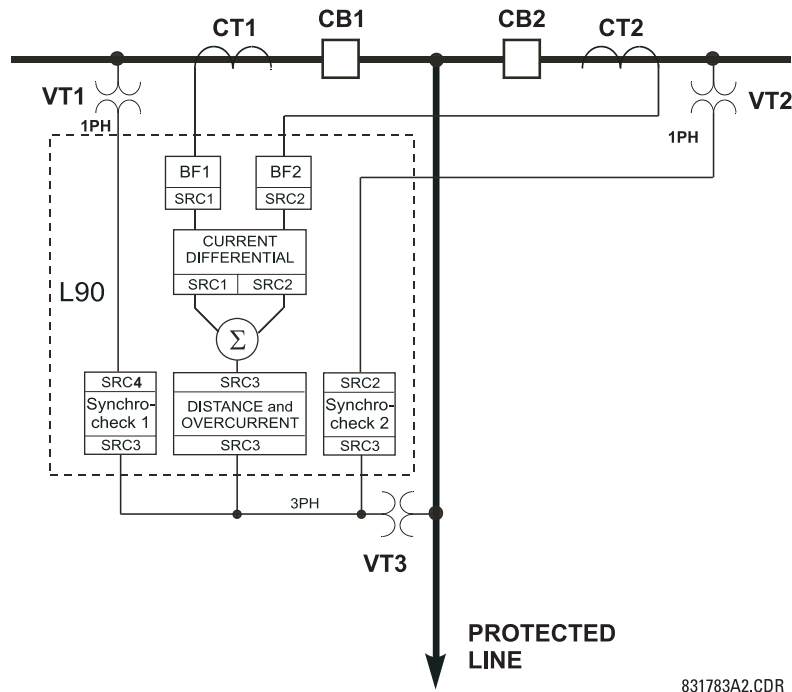 CT1
CB1
CB2
CT2
VT1
VT2
1PH
1PH
BF1
SRC1
BF2
SRC2
CURRENT
DIFFERENTIAL
SRC1
SRC2
L90
Σ
SRC4
Synchro-
check 1
SRC3
SRC3
DISTANCE and
OVERCURRENT
SRC3
SRC2
Synchro-
check 2
SRC3
3PH
VT3
PROTECTED
LINE
831783A2.CDR